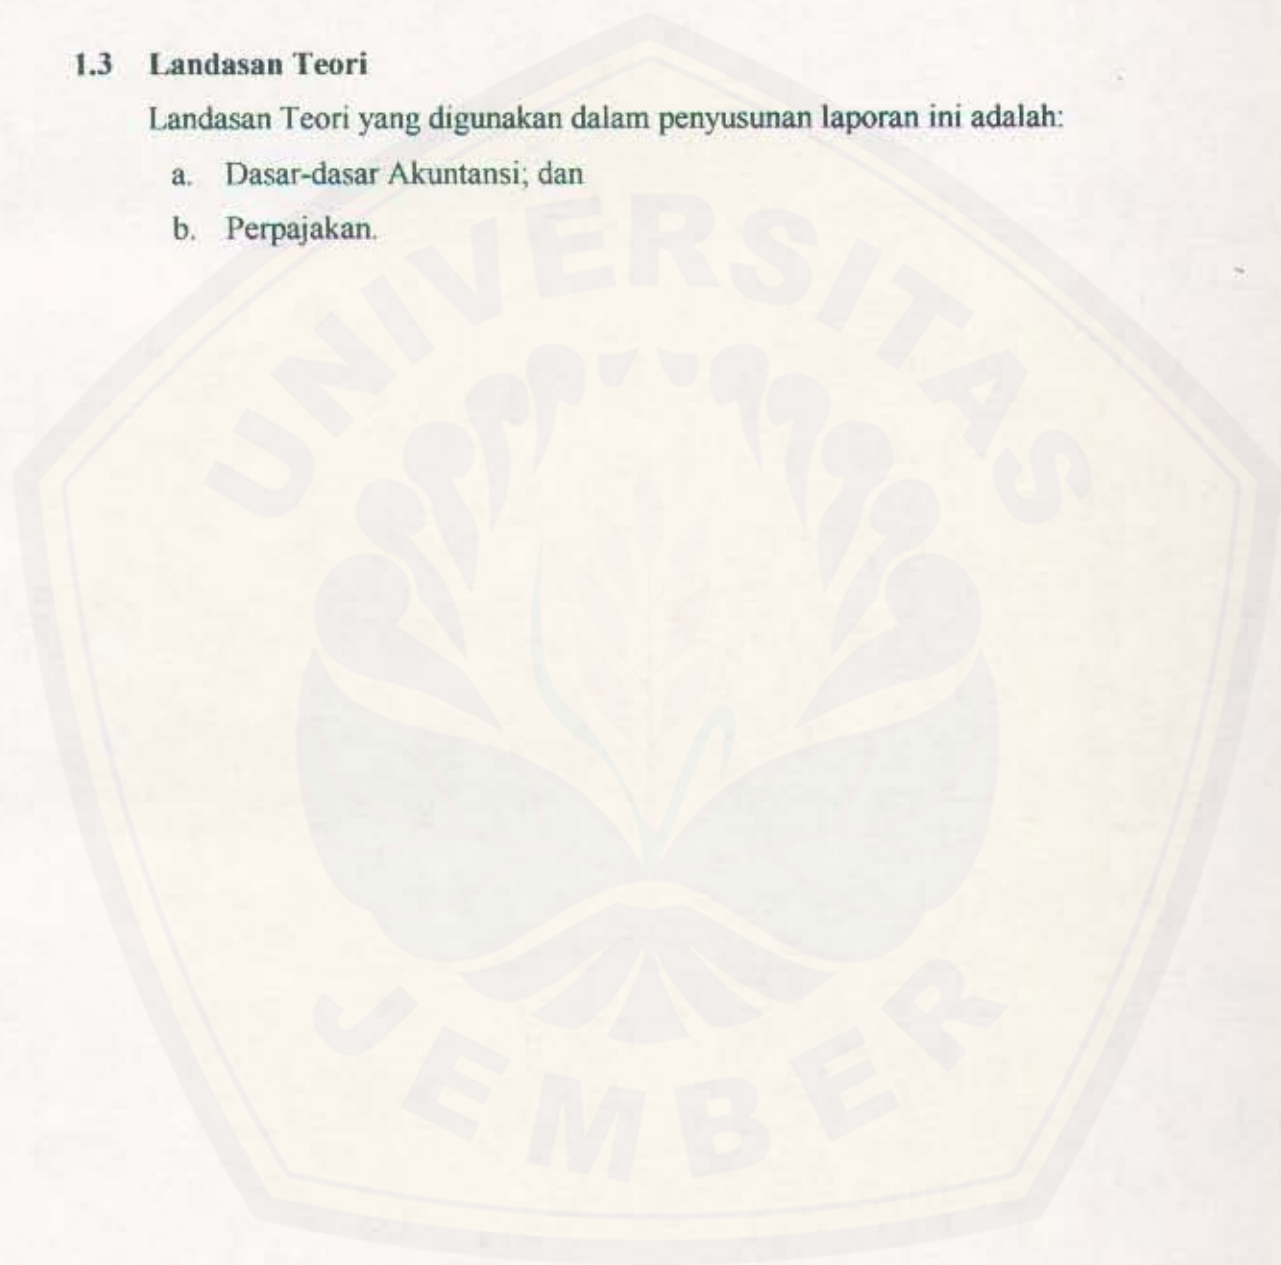 1.3 Landasan Teori
Landasan Teori yang digunakan dalam penyusunan laporan ini adalah:
a. Dasar-dasar Akuntansi; dan
b. Perpajakan.
UNIVERSITAS
JEMBER